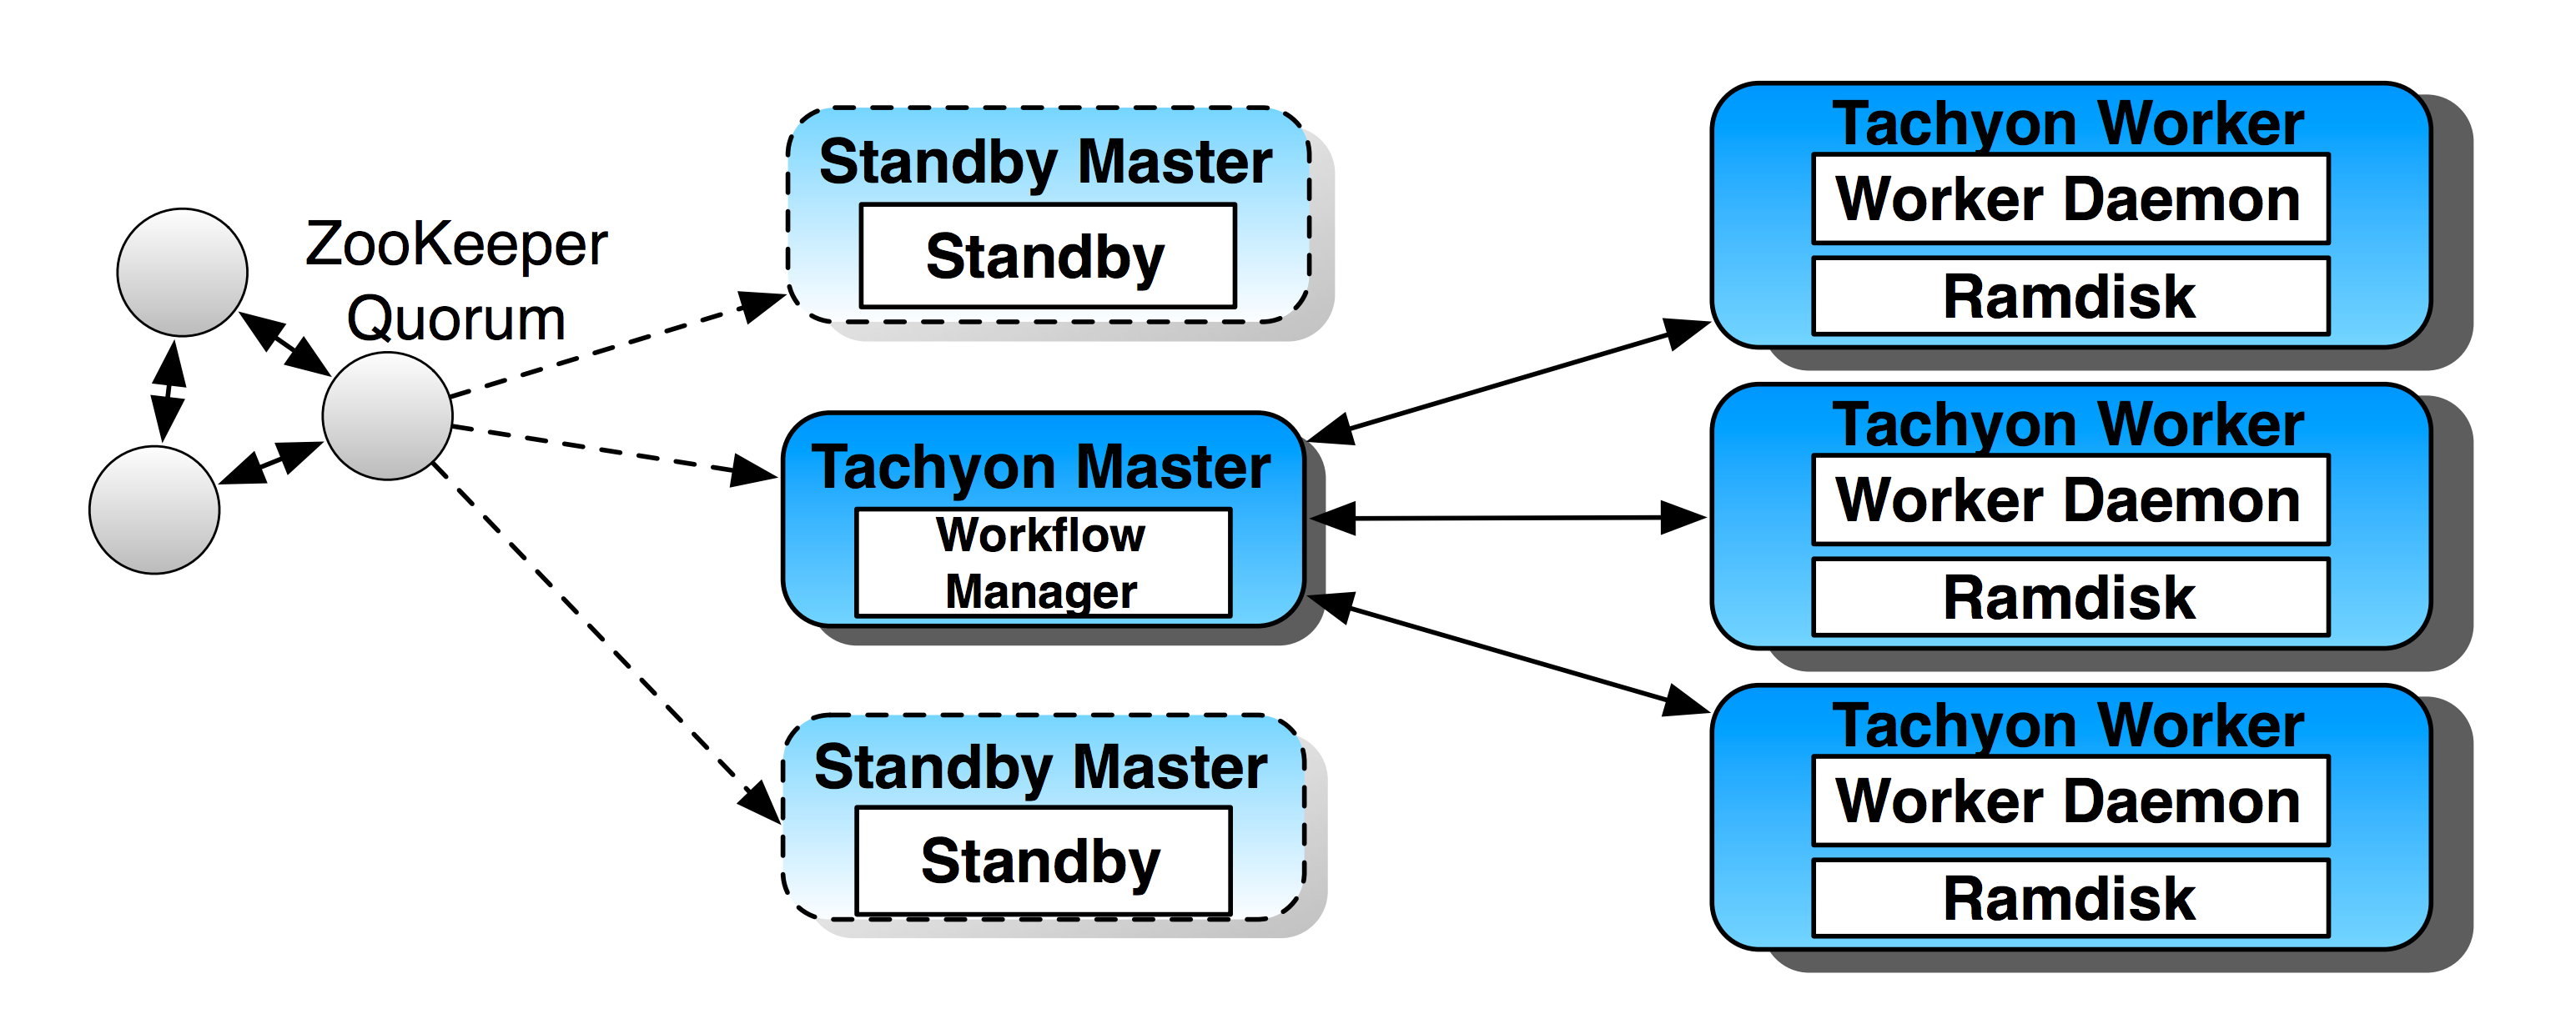 ZooKeeper
Quorum
Standby Master
Standby
Tachyon Master
Workflow
Manager
Standby Master
Standby
Tachyon Worker
Worker Daemon
Ramdisk
Tachyon Worker
Worker Daemon
Ramdisk
Tachyon Worker
Worker Daemon
Ramdisk